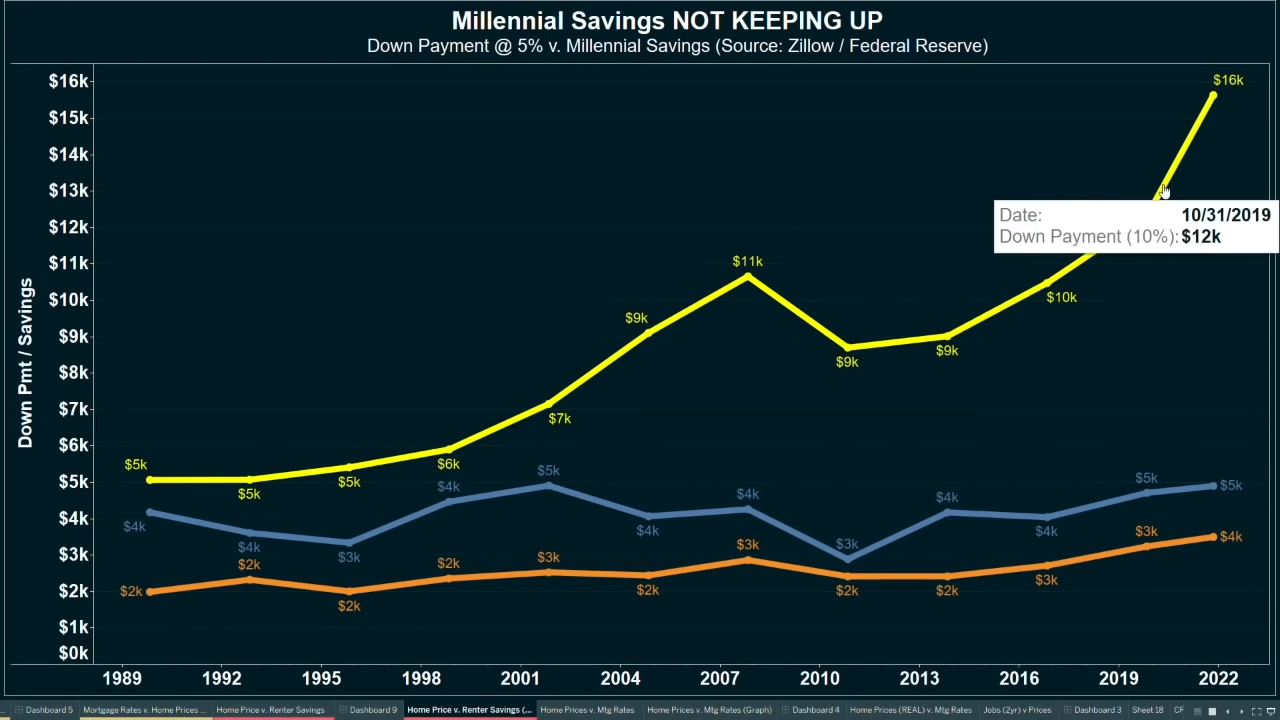 Millennial Savings NOT KEEPING UP
Down Payment @ 5% v. Millennial Savings (Source: Zillow / Federal Reserve)
Down Pmt / Savings
$16k
$15k
$14k
$13k
$12k
$11k
$10k
$9k
$8k
$7k
$6k
$5k
$4k
$3k
$2k
$1k
$0k
$5k
$5k
$5k
$6k
$7k
$9k
$11k
$9k
$9k
$10k
$16k
Date: 10/31/2019
Down Payment (10%): $12k
$4k
$4k
$3k
$4k
$5k
$4k
$4k
$3k
$4k
$4k
$5k
$5k
$2k
$2k
$2k
$2k
$3k
$2k
$3k
$2k
$2k
$3k
$3k
$4k
1989 1992 1995 1998 2001 2004 2007 2010 2013 2016 2019 2022
... Dashboard 5 Mortgage Rates v. Home Prices ... Home Price v. Renter Savings Dashboard 9 Home Price v. Renter Savings (... Home Prices v. Mtg Rates Home Prices v. Mtg Rates (Graph) Dashboard 4 Home Prices (REAL) v. Mtg Rates Jobs (2yr) v Prices Dashboard 3 Sheet 18